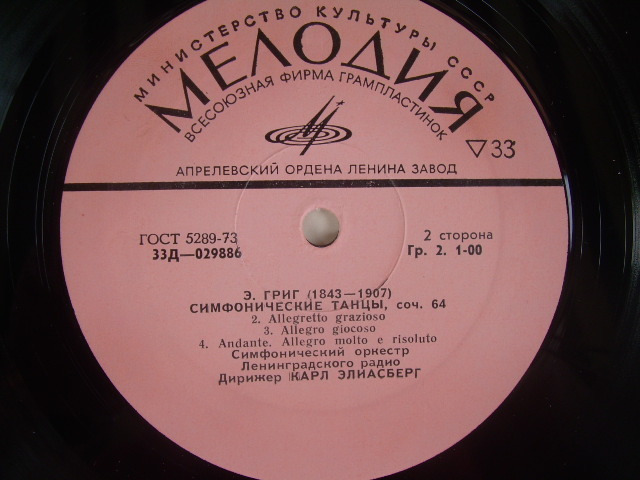 МИНИСТЕРСТВО КУЛЬТУРЫ СССР
МЕЛОДИЯ
ВСЕСОЮЗНАЯ ФИРМА ГРАМПЛАСТИНОК
▽33
АПРЕЛЕВСКИЙ ОРДЕНА ЛЕНИНА ЗАВОД
ГОСТ 5289-73
33Д—029886
2 сторона
Гр. 2. 1-00
Э. ГРИГ (1843—1907)
СИМФОНИЧЕСКИЕ ТАНЦЫ, соч. 64
2. Allegretto grazioso
3. Allegro giocoso
4. Andante. Allegro molto e risoluto
Симфонический оркестр
Ленинградского радио
Дирижер КАРЛ ЭЛИАСБЕРГ